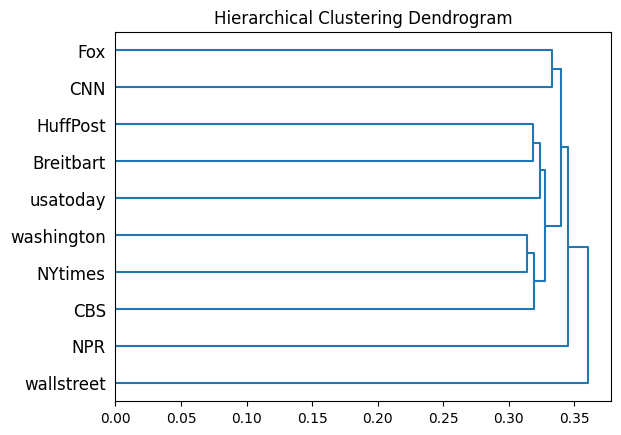 Hierarchical Clustering Dendrogram
Fox
CNN
HuffPost
Breitbart
usatoday
washington
NYtimes
CBS
NPR
wallstreet
0.00 0.05 0.10 0.15 0.20 0.25 0.30 0.35